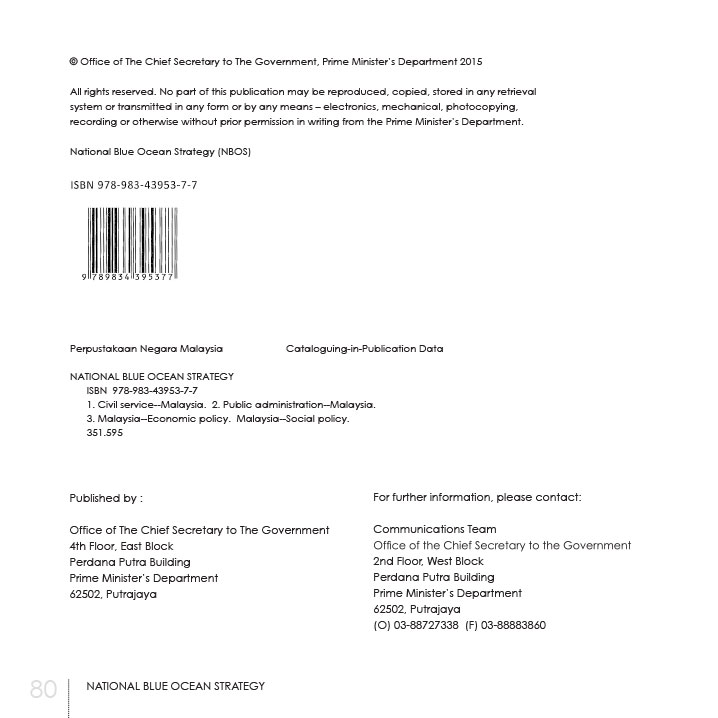 © Office of The Chief Secretary to The Government, Prime Minister's Department 2015
All rights reserved. No part of this publication may be reproduced, copied, stored in any retrieval
system or transmitted in any form or by any means – electronics, mechanical, photocopying,
recording or otherwise without prior permission in writing from the Prime Minister's Department.
National Blue Ocean Strategy (NBOS)
ISBN 978-983-43953-7-7
9 789834 395377
Perpustakaan Negara Malaysia Cataloguing-in-Publication Data
NATIONAL BLUE OCEAN STRATEGY
ISBN 978-983-43953-7-7
1. Civil service--Malaysia. 2. Public administration--Malaysia.
3. Malaysia--Economic policy. Malaysia--Social policy.
351.595
Published by :
Office of The Chief Secretary to The Government
4th Floor, East Block
Perdana Putra Building
Prime Minister's Department
62502, Putrajaya
For further information, please contact:
Communications Team
Office of the Chief Secretary to the Government
2nd Floor, West Block
Perdana Putra Building
Prime Minister's Department
62502, Putrajaya
(O) 03-88727338 (F) 03-88883860
80 NATIONAL BLUE OCEAN STRATEGY